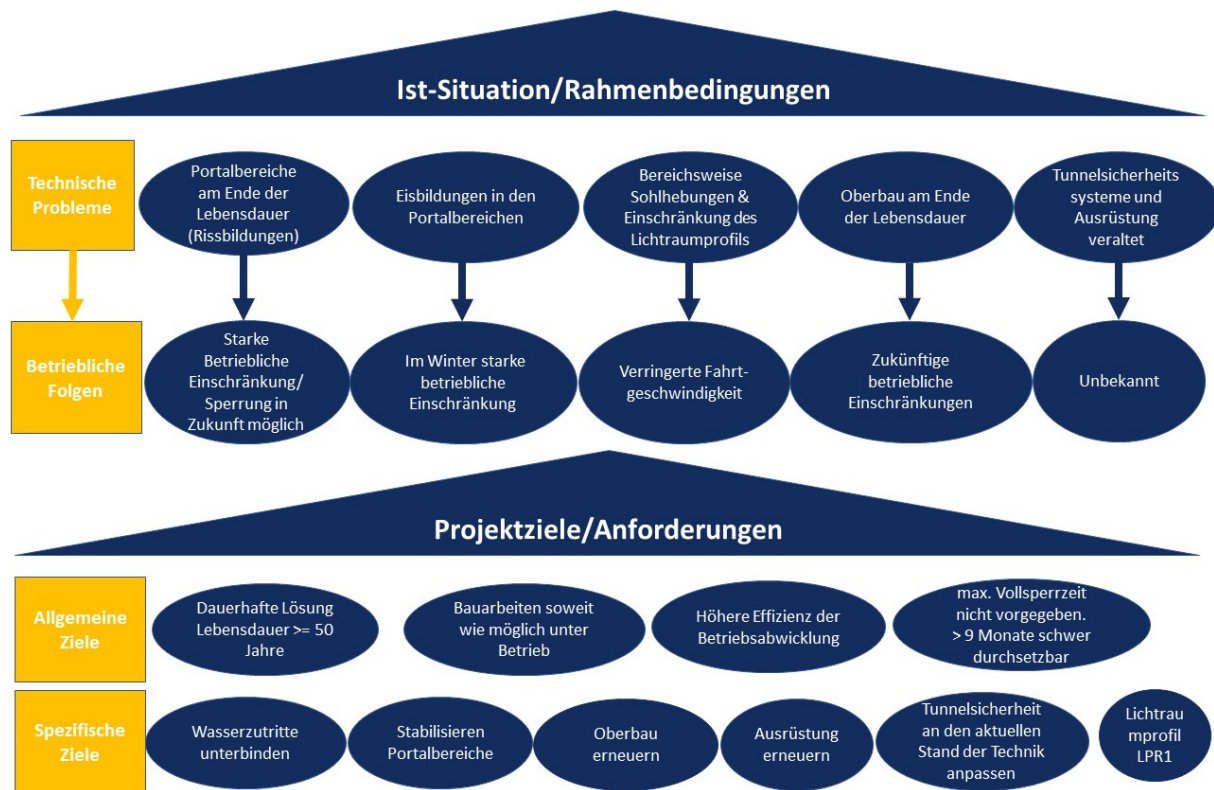 Ist-Situation/Rahmenbedingungen
Technische
Probleme
Portalbereiche
am Ende der
Lebensdauer
(Rissbildungen)
Eisbildungen in den
Portalbereichen
Bereichsweise
Sohlhebungen &
Einschränkung des
Lichtraumprofils
Oberbau am Ende
der Lebensdauer
Tunnelsicherheits
systeme und
Ausrüstung
veraltet
Betriebliche
Folgen
Starke
Betriebliche
Einschränkung/
Sperrung in
Zukunft möglich
Im Winter starke
betriebliche
Einschränkung
Verringerte Fahrt-
geschwindigkeit
Zukünftige
betriebliche
Einschränkungen
Unbekannt
Projektziele/Anforderungen
Allgemeine
Ziele
Dauerhafte Lösung
Lebensdauer >= 50
Jahre
Bauarbeiten soweit
wie möglich unter
Betrieb
Höhere Effizienz der
Betriebsabwicklung
max. Vollsperrzeit
nicht vorgegeben.
> 9 Monate schwer
durchsetzbar
Spezifische
Ziele
Wasserzutritte
unterbinden
Stabilisieren
Portalbereiche
Oberbau
erneuern
Ausrüstung
erneuern
Tunnelsicherheit
an den aktuellen
Stand der Technik
anpassen
Lichtrau
mprofil
LPR1